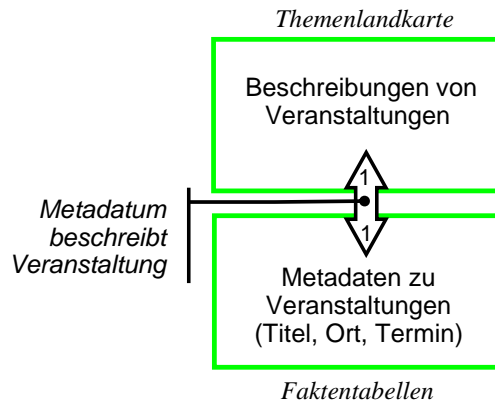 Themenlandkarte
Beschreibungen von
Veranstaltungen
1
Metadatum
beschreibt
Veranstaltung
1
Metadaten zu
Veranstaltungen
(Titel, Ort, Termin)
Faktentabellen